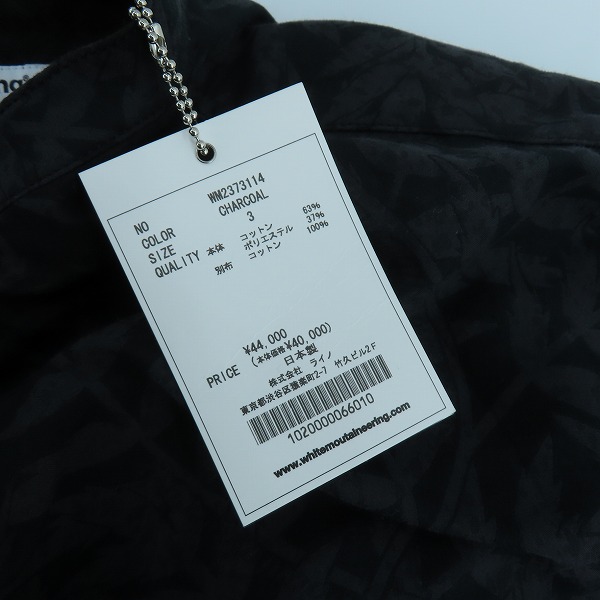 ng®
NO WM2373114
COLOR CHARCOAL
SIZE 3
QUALITY 本体 コットン 63%
ポリエステル 37%
別布 コットン 100%
PRICE ¥44,000
(本体価格¥40,000)
日本製
株式会社 ライノ
東京都渋谷区猿楽町2-7 竹久ビル2F
1020000066010
www.whitemoutaineering.com